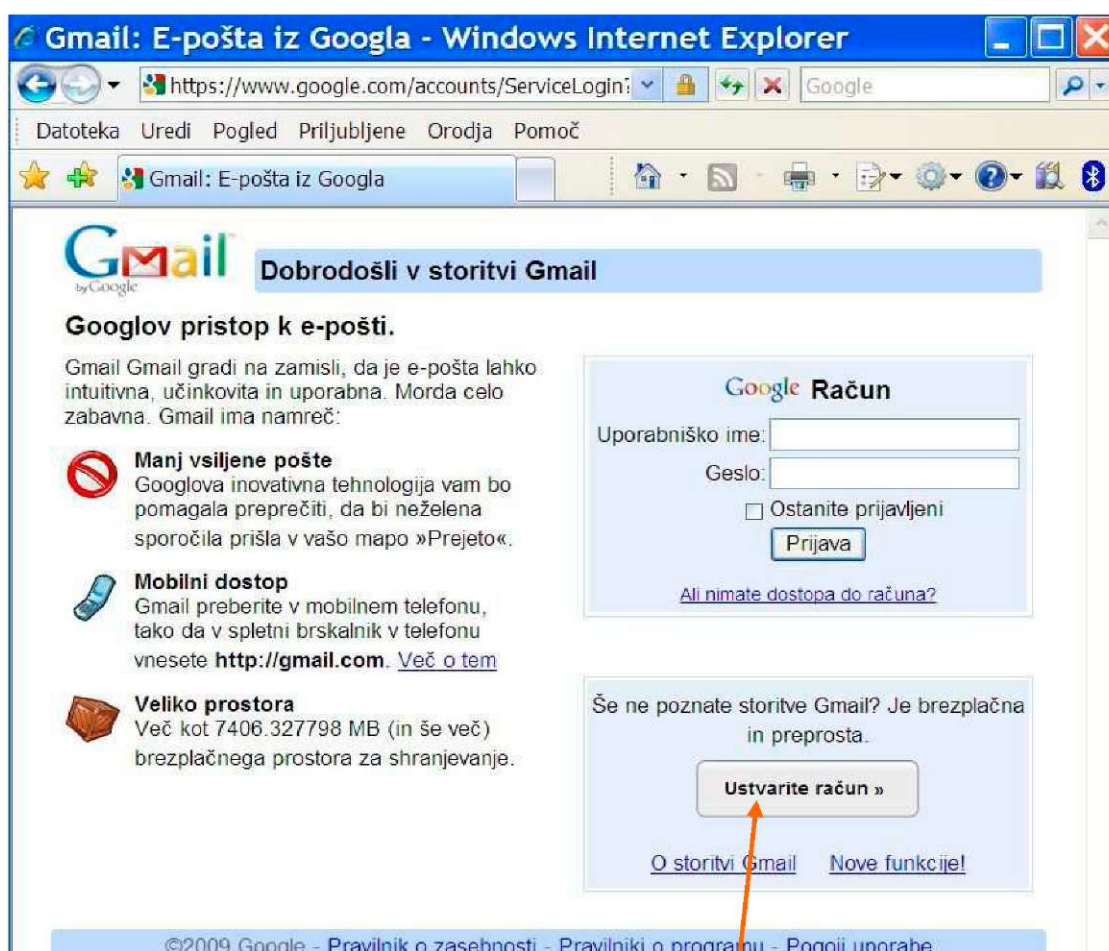 Gmail: E-pošta iz Googla - Windows Internet Explorer
https://www.google.com/accounts/ServiceLogin?
Google
Datoteka Uredi Pogled Priljubljene Orodja Pomoč
Gmail: E-pošta iz Googla
Gmail
by Google
Dobrodošli v storitvi Gmail
Googlov pristop k e-pošti.
Gmail Gmail gradi na zamisli, da je e-pošta lahko
intuitivna, učinkovita in uporabna. Morda celo
zabavna. Gmail ima namreč:
Manj vsiljene pošte
Googlova inovativna tehnologija vam bo
pomagala preprečiti, da bi neželena
sporočila prišla v vašo mapo »Prejeto«.
Mobilni dostop
Gmail preberite v mobilnem telefonu,
tako da v spletni brskalnik v telefonu
vnesete http://gmail.com. Več o tem
Veliko prostora
Več kot 7406.327798 MB (in še več)
brezplačnega prostora za shranjevanje.
Google Račun
Uporabniško ime:
Geslo:
Ostanite prijavljeni
Prijava
Ali nimate dostopa do računa?
Še ne poznate storitve Gmail? Je brezplačna
in preprosta.
Ustvarite račun »
O storitvi Gmail Nove funkcije!
©2009 Google - Pravilnik o zasebnosti - Pravilniki o programu - Pogoji uporabe